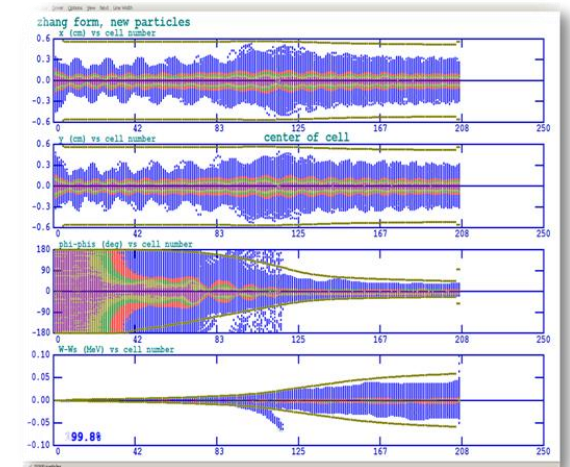 zhang form, new particles
x (cm) vs cell number
0.6
0.3
0.0
-0.3
-0.6
0 42 83 125 167 208 250
y (cm) vs cell number center of cell
0.6
0.3
0.0
-0.3
-0.6
0 42 83 125 167 208 250
phi-phis (deg) vs cell number
180
90
0
-90
-180
0 42 83 125 167 208 250
W-Ws (MeV) vs cell number
0.10
0.05
0.00
-0.05
-0.10
99.8%
0 42 83 125 167 208 250